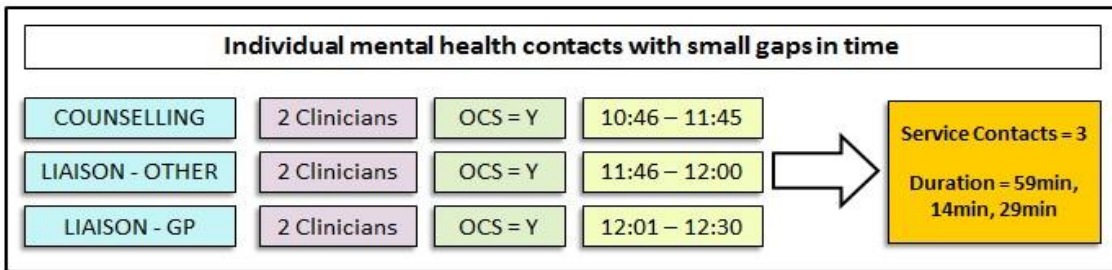 Individual mental health contacts with small gaps in time
COUNSELLING 2 Clinicians OCS = Y 10:46 – 11:45
LIAISON - OTHER 2 Clinicians OCS = Y 11:46 – 12:00
LIAISON - GP 2 Clinicians OCS = Y 12:01 – 12:30
Service Contacts = 3
Duration = 59min,
14min, 29min